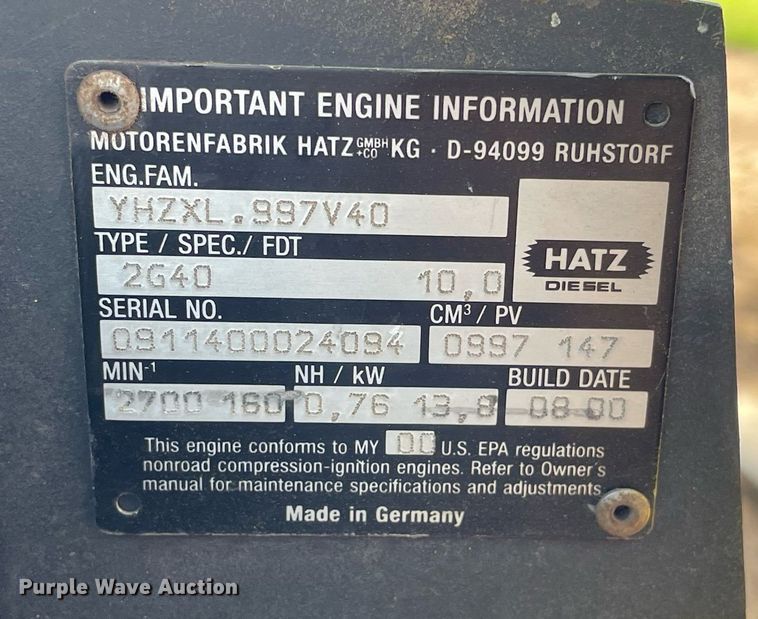 IMPORTANT ENGINE INFORMATION
MOTORENFABRIK HATZ GMBH +CO KG · D-94099 RUHSTORF
ENG.FAM.
YHZXL.997V40
TYPE / SPEC./ FDT
2G40 10,0
HATZ
DIESEL
SERIAL NO. CM³ / PV
0911400024094 0997 147
MIN⁻¹ NH / kW BUILD DATE
2700 160 0,76 13,8 08 00
This engine conforms to MY 00 U.S. EPA regulations
nonroad compression-ignition engines. Refer to Owner's
manual for maintenance specifications and adjustments.
Made in Germany
Purple Wave Auction